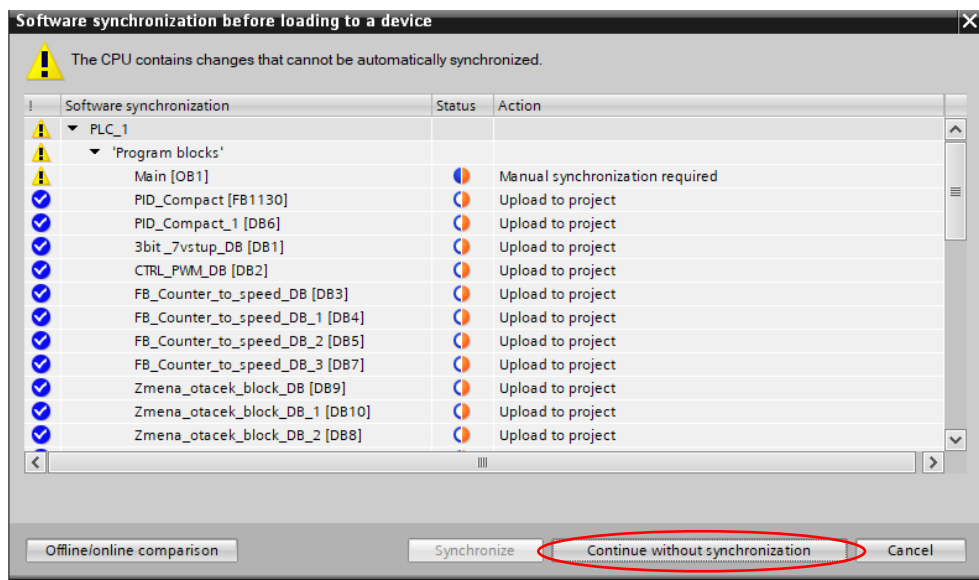 Software synchronization before loading to a device
The CPU contains changes that cannot be automatically synchronized.
! Software synchronization Status Action
PLC_1
'Program blocks'
Main [OB1] Manual synchronization required
PID_Compact [FB1130] Upload to project
PID_Compact_1 [DB6] Upload to project
3bit_7vstup_DB [DB1] Upload to project
CTRL_PWM_DB [DB2] Upload to project
FB_Counter_to_speed_DB [DB3] Upload to project
FB_Counter_to_speed_DB_1 [DB4] Upload to project
FB_Counter_to_speed_DB_2 [DB5] Upload to project
FB_Counter_to_speed_DB_3 [DB7] Upload to project
Zmena_otacek_block_DB [DB9] Upload to project
Zmena_otacek_block_DB_1 [DB10] Upload to project
Zmena_otacek_block_DB_2 [DB8] Upload to project
Offline/online comparison Synchronize Continue without synchronization Cancel